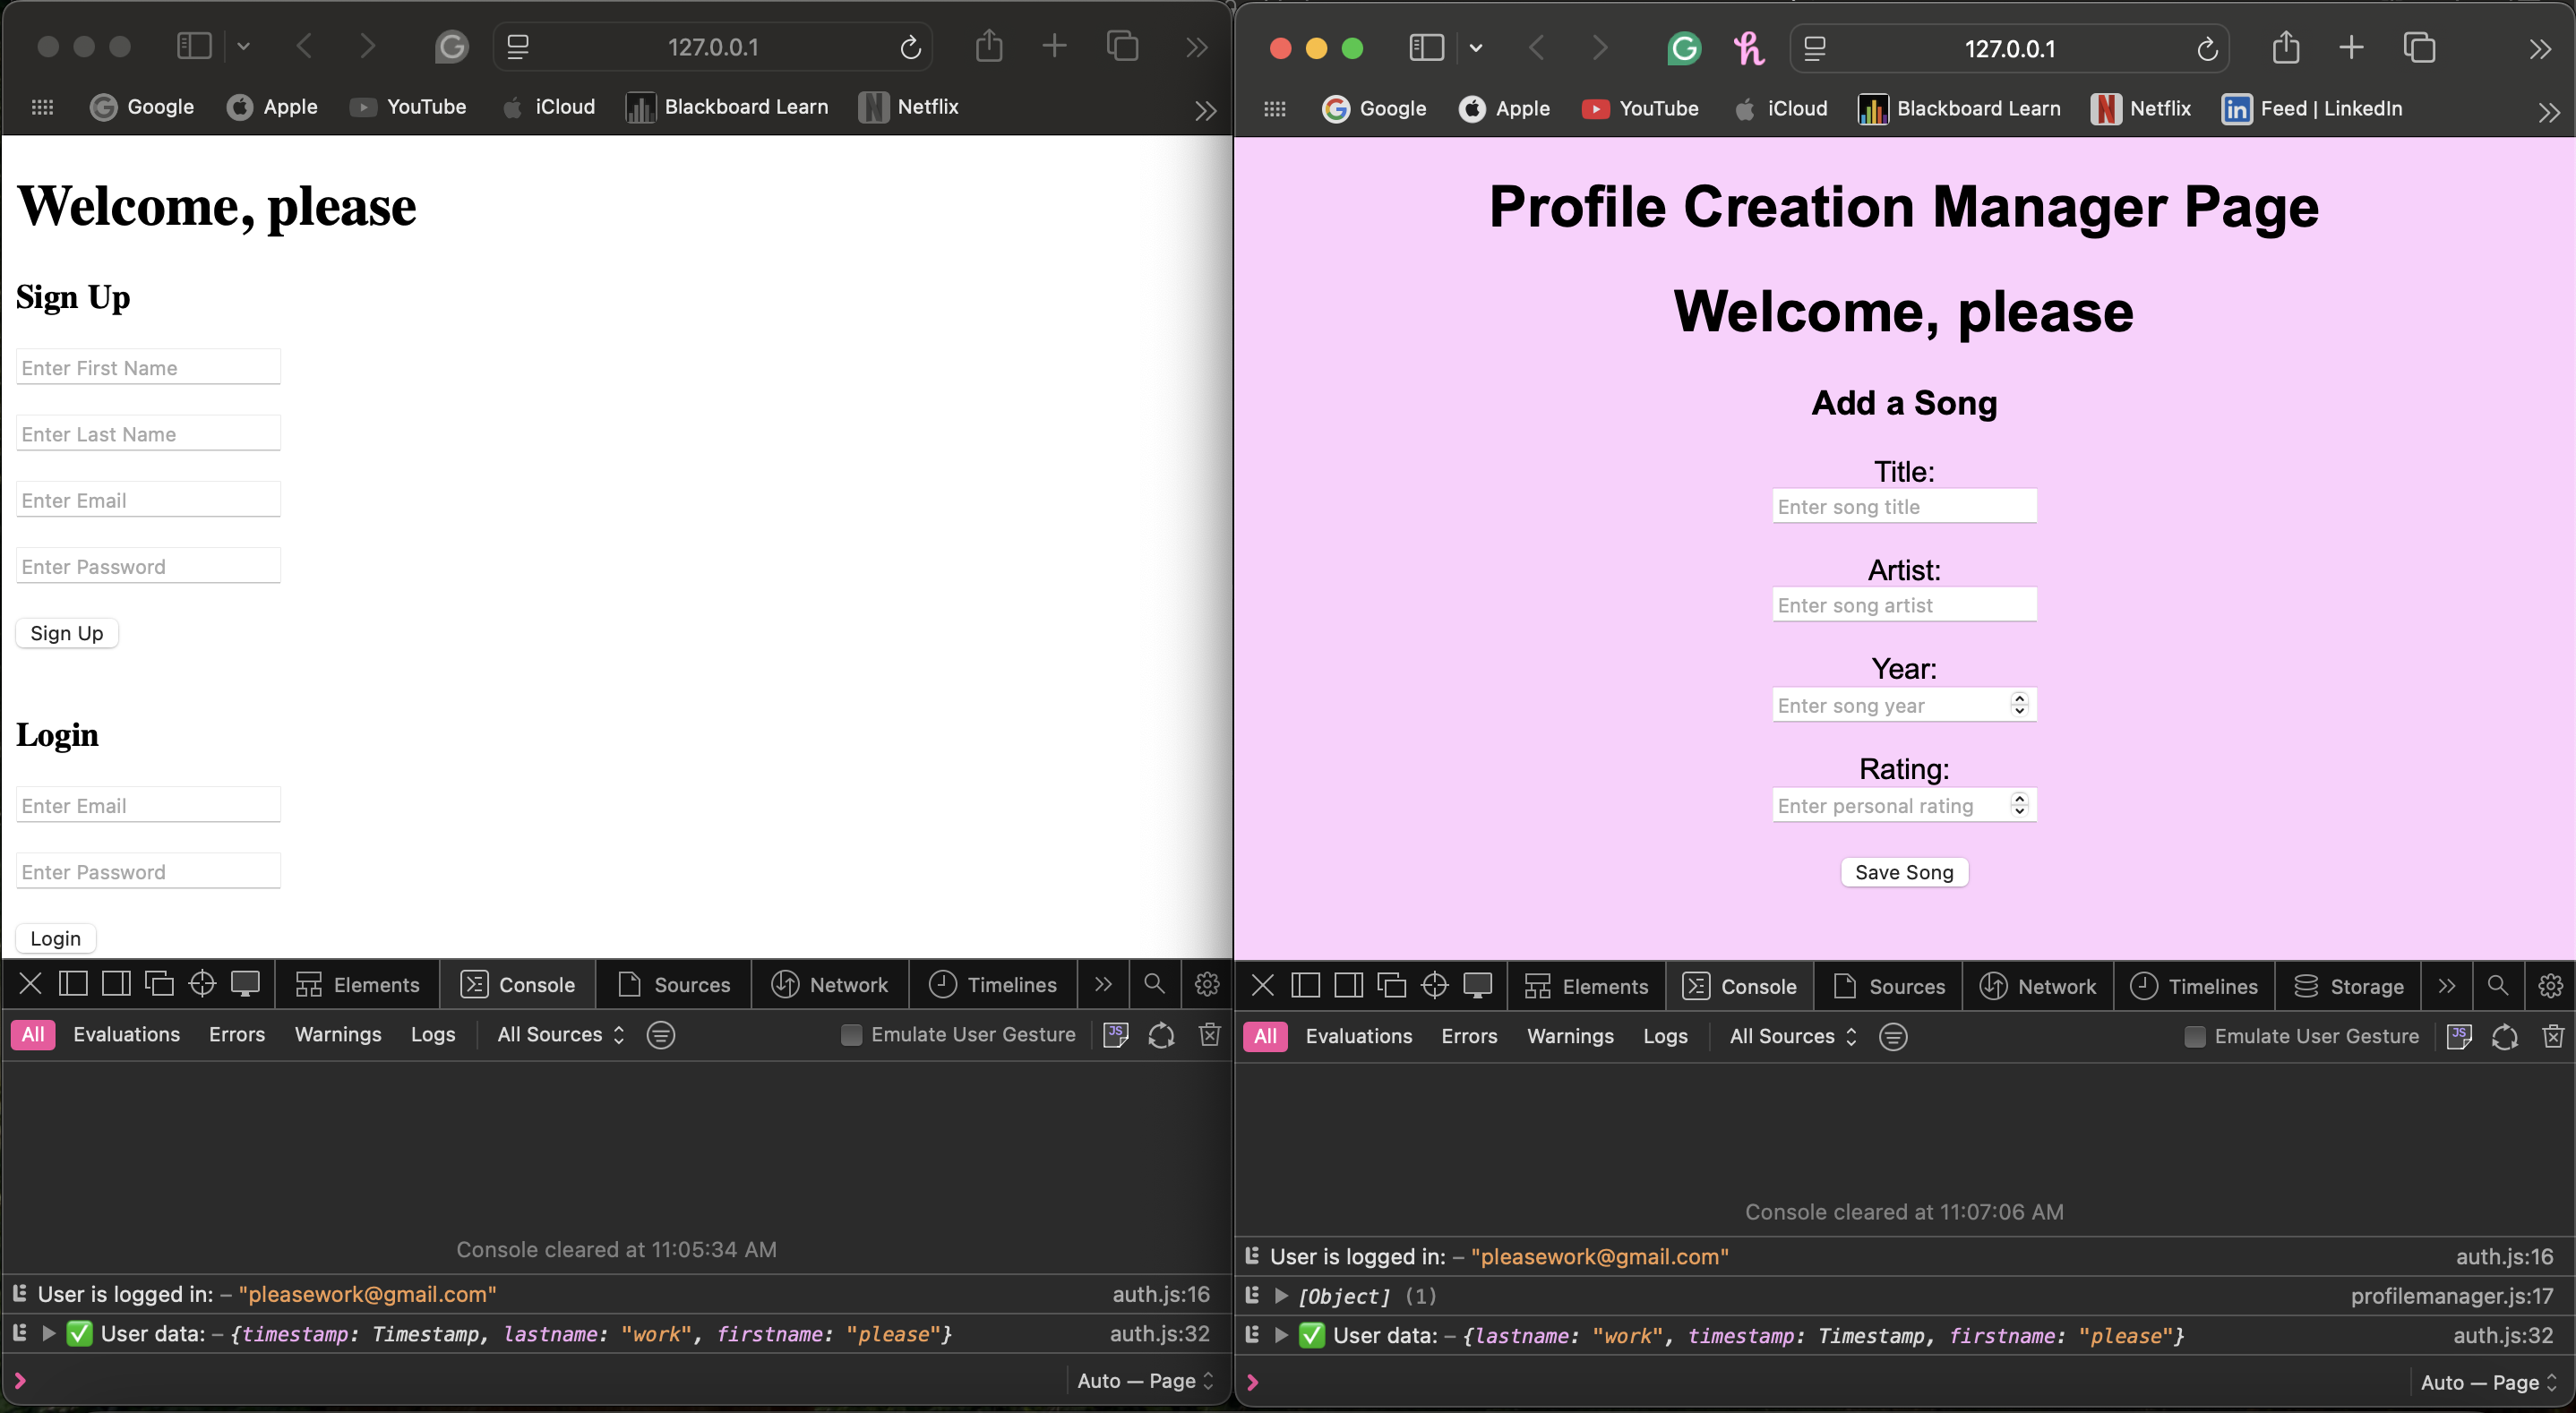 127.0.0.1
Google Apple YouTube iCloud Blackboard Learn Netflix
Welcome, please
Sign Up
Enter First Name
Enter Last Name
Enter Email
Enter Password
Sign Up
Login
Enter Email
Enter Password
Login
Elements Console Sources Network Timelines
All Evaluations Errors Warnings Logs All Sources Emulate User Gesture
Console cleared at 11:05:34 AM
User is logged in: – "pleasework@gmail.com" auth.js:16
✅ User data: – {timestamp: Timestamp, lastname: "work", firstname: "please"} auth.js:32
Auto — Page
127.0.0.1
Google Apple YouTube iCloud Blackboard Learn Netflix Feed | LinkedIn
Profile Creation Manager Page
Welcome, please
Add a Song
Title:
Enter song title
Artist:
Enter song artist
Year:
Enter song year
Rating:
Enter personal rating
Save Song
Elements Console Sources Network Timelines Storage
All Evaluations Errors Warnings Logs All Sources Emulate User Gesture
Console cleared at 11:07:06 AM
User is logged in: – "pleasework@gmail.com" auth.js:16
[Object] (1) profilemanager.js:17
✅ User data: – {lastname: "work", timestamp: Timestamp, firstname: "please"} auth.js:32
Auto — Page